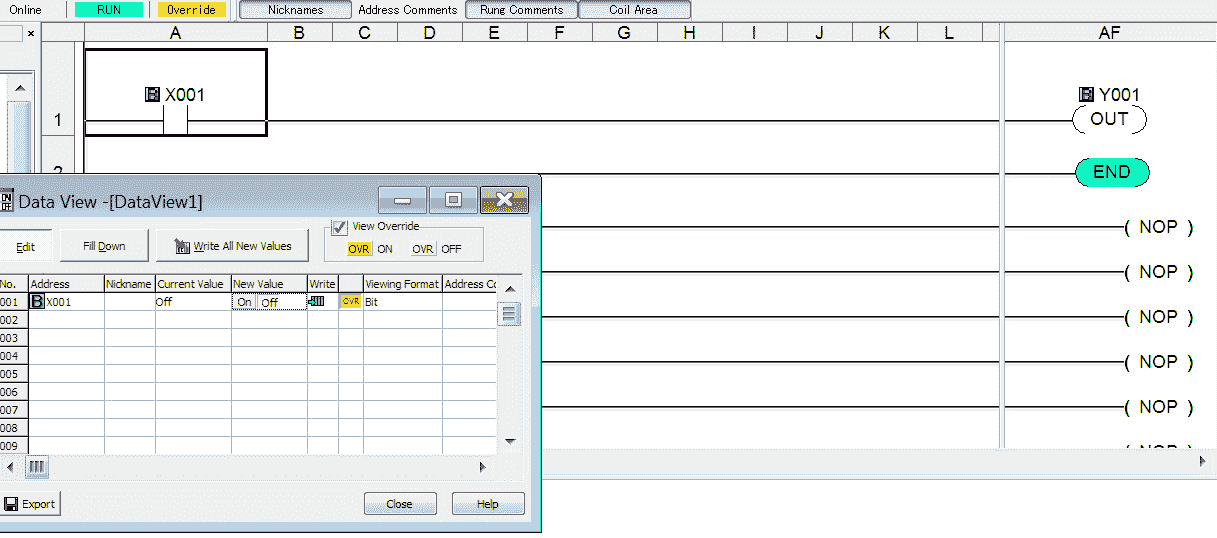 Online RUN Override Nicknames Address Comments Rung Comments Coil Area
A B C D E F G H I J K L AF
X001 Y001
1 OUT
2 END
Data View -[DataView1]
View Override
Edit Fill Down Write All New Values OVR ON OVR OFF
No. Address Nickname Current Value New Value Write Viewing Format Address Co
001 X001 Off On Off OVR Bit
002
003
004
005
006
007
008
009
( NOP )
( NOP )
( NOP )
( NOP )
( NOP )
( NOP )
Export Close Help